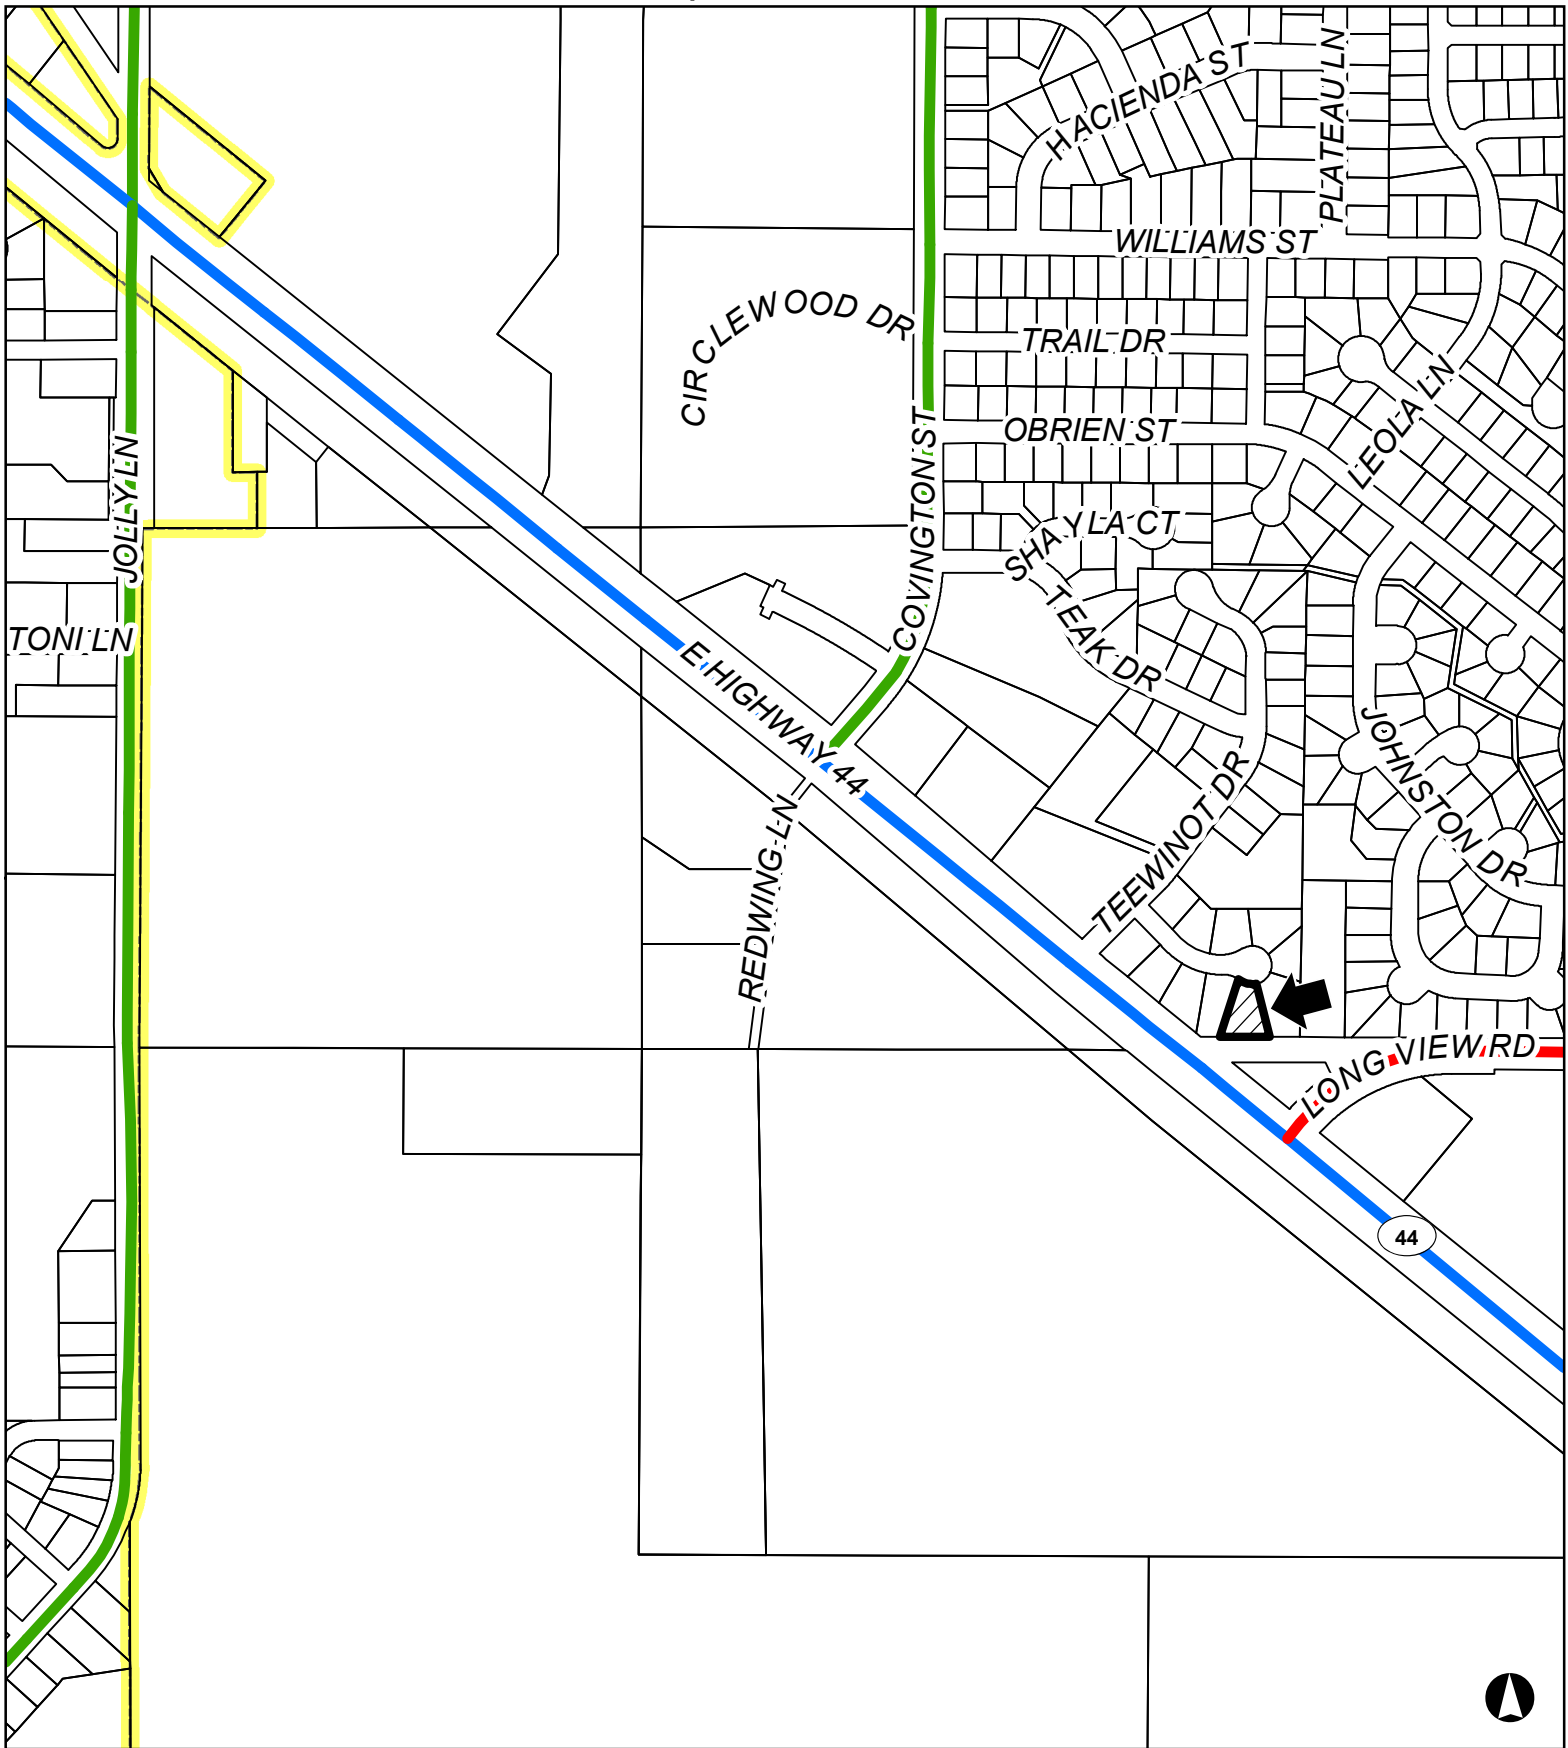 HACIENDA ST
PLATEAU LN
WILLIAMS ST
CIRCLEWOOD DR
TRAIL DR
OBRIEN ST
LEOLA LN
COVINGTON ST
JOLLY LN
SHAYLA CT
TEAK DR
TONI LN
E HIGHWAY 44
JOHNSTON DR
TEEWINOT DR
REDWING LN
LONG VIEW RD
44